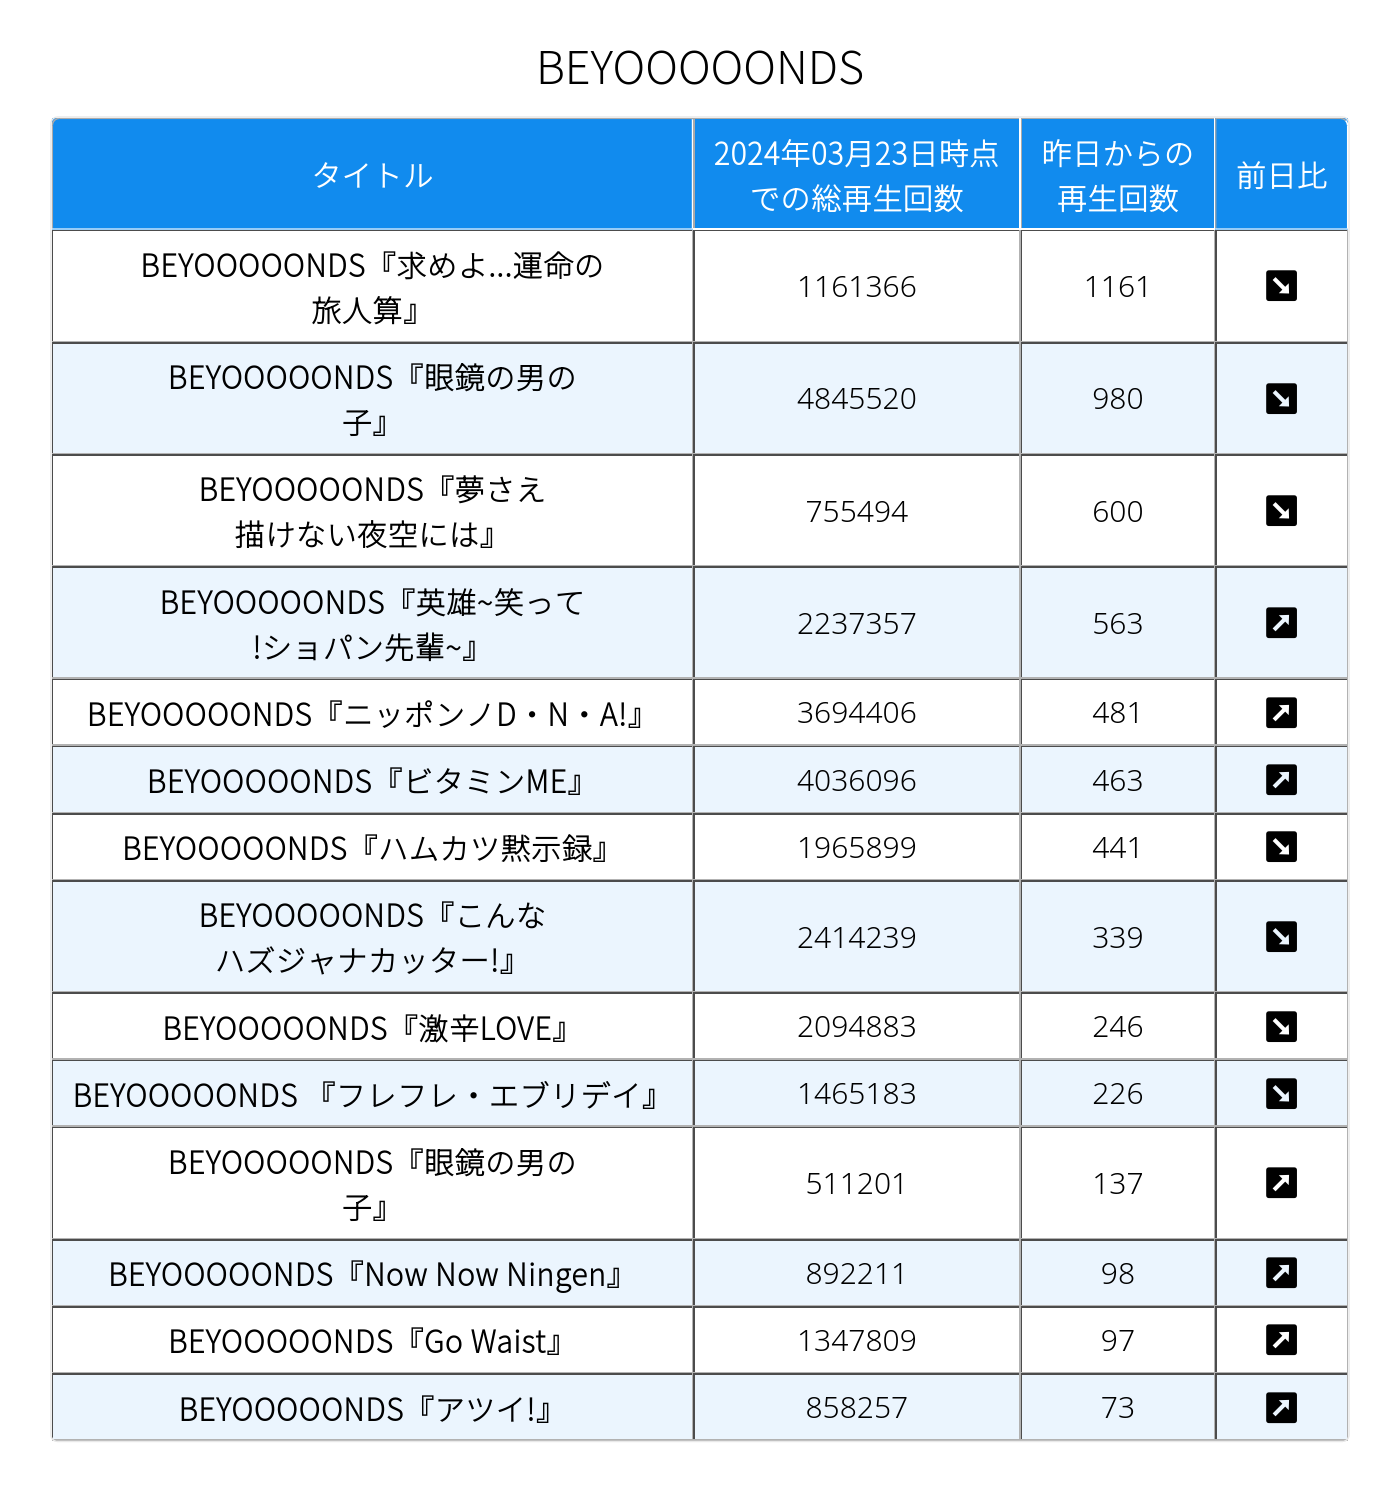 BEYOOOOONDS
タイトル
2024年03月23日時点
での総再生回数
昨日からの
再生回数
前日比
BEYOOOOONDS『求めよ...運命の
旅人算』
1161366
1161
BEYOOOOONDS『眼鏡の男の
子』
4845520
980
BEYOOOOONDS『夢さえ
描けない夜空には』
755494
600
BEYOOOOONDS『英雄~笑って
!ショパン先輩~』
2237357
563
BEYOOOOONDS『ニッポンノD・N・A!』
3694406
481
BEYOOOOONDS『ビタミンME』
4036096
463
BEYOOOOONDS『ハムカツ黙示録』
1965899
441
BEYOOOOONDS『こんな
ハズジャナカッター!』
2414239
339
BEYOOOOONDS『激辛LOVE』
2094883
246
BEYOOOOONDS 『フレフレ・エブリデイ』
1465183
226
BEYOOOOONDS『眼鏡の男の
子』
511201
137
BEYOOOOONDS『Now Now Ningen』
892211
98
BEYOOOOONDS『Go Waist』
1347809
97
BEYOOOOONDS『アツイ!』
858257
73